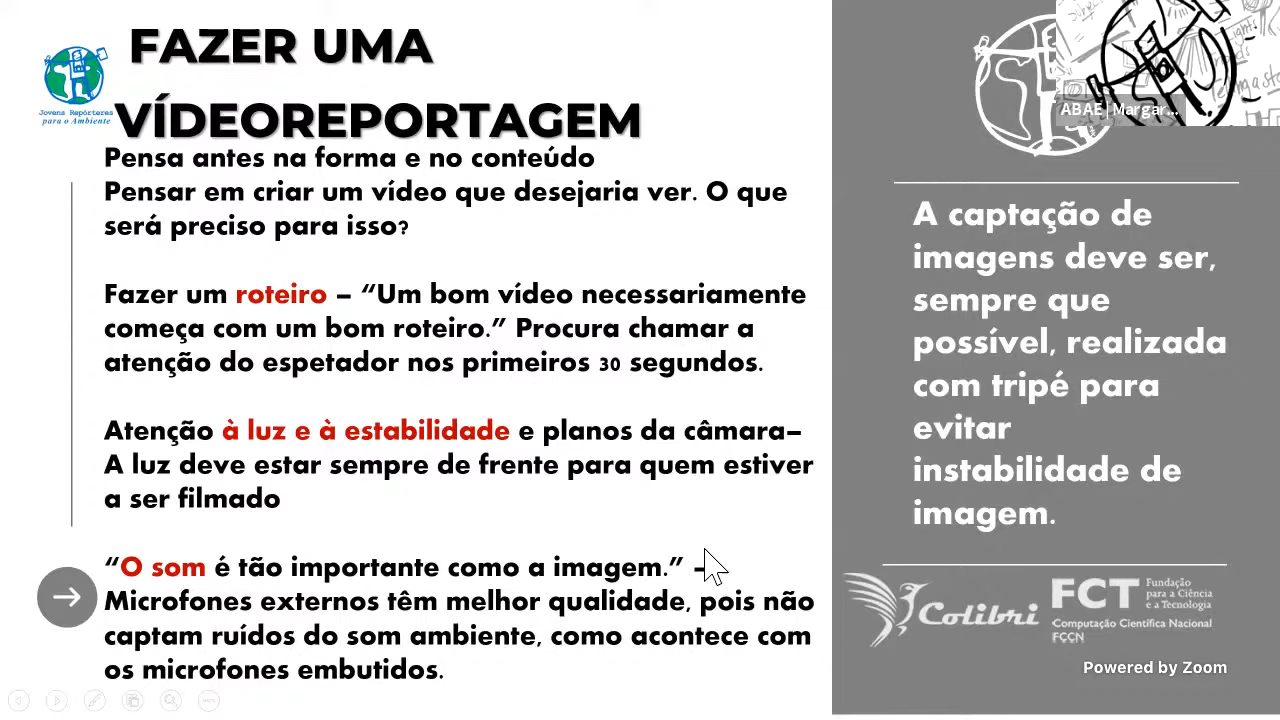 FAZER UMA
VÍDEOREPORTAGEM
Jovens Repórteres
para o Ambiente
Pensa antes na forma e no conteúdo
Pensar em criar um vídeo que desejaria ver. O que
será preciso para isso?
Fazer um roteiro – “Um bom vídeo necessariamente
começa com um bom roteiro.” Procura chamar a
atenção do espetador nos primeiros 30 segundos.
Atenção à luz e à estabilidade e planos da câmara–
A luz deve estar sempre de frente para quem estiver
a ser filmado
“O som é tão importante como a imagem.” -
Microfones externos têm melhor qualidade, pois não
captam ruídos do som ambiente, como acontece com
os microfones embutidos.
ABAE|Margar...
A captação de
imagens deve ser,
sempre que
possível, realizada
com tripé para
evitar
instabilidade de
imagem.
Colibri
FCT Fundação
para a Ciência
e a Tecnologia
Computação Científica Nacional
FCCN
Powered by Zoom